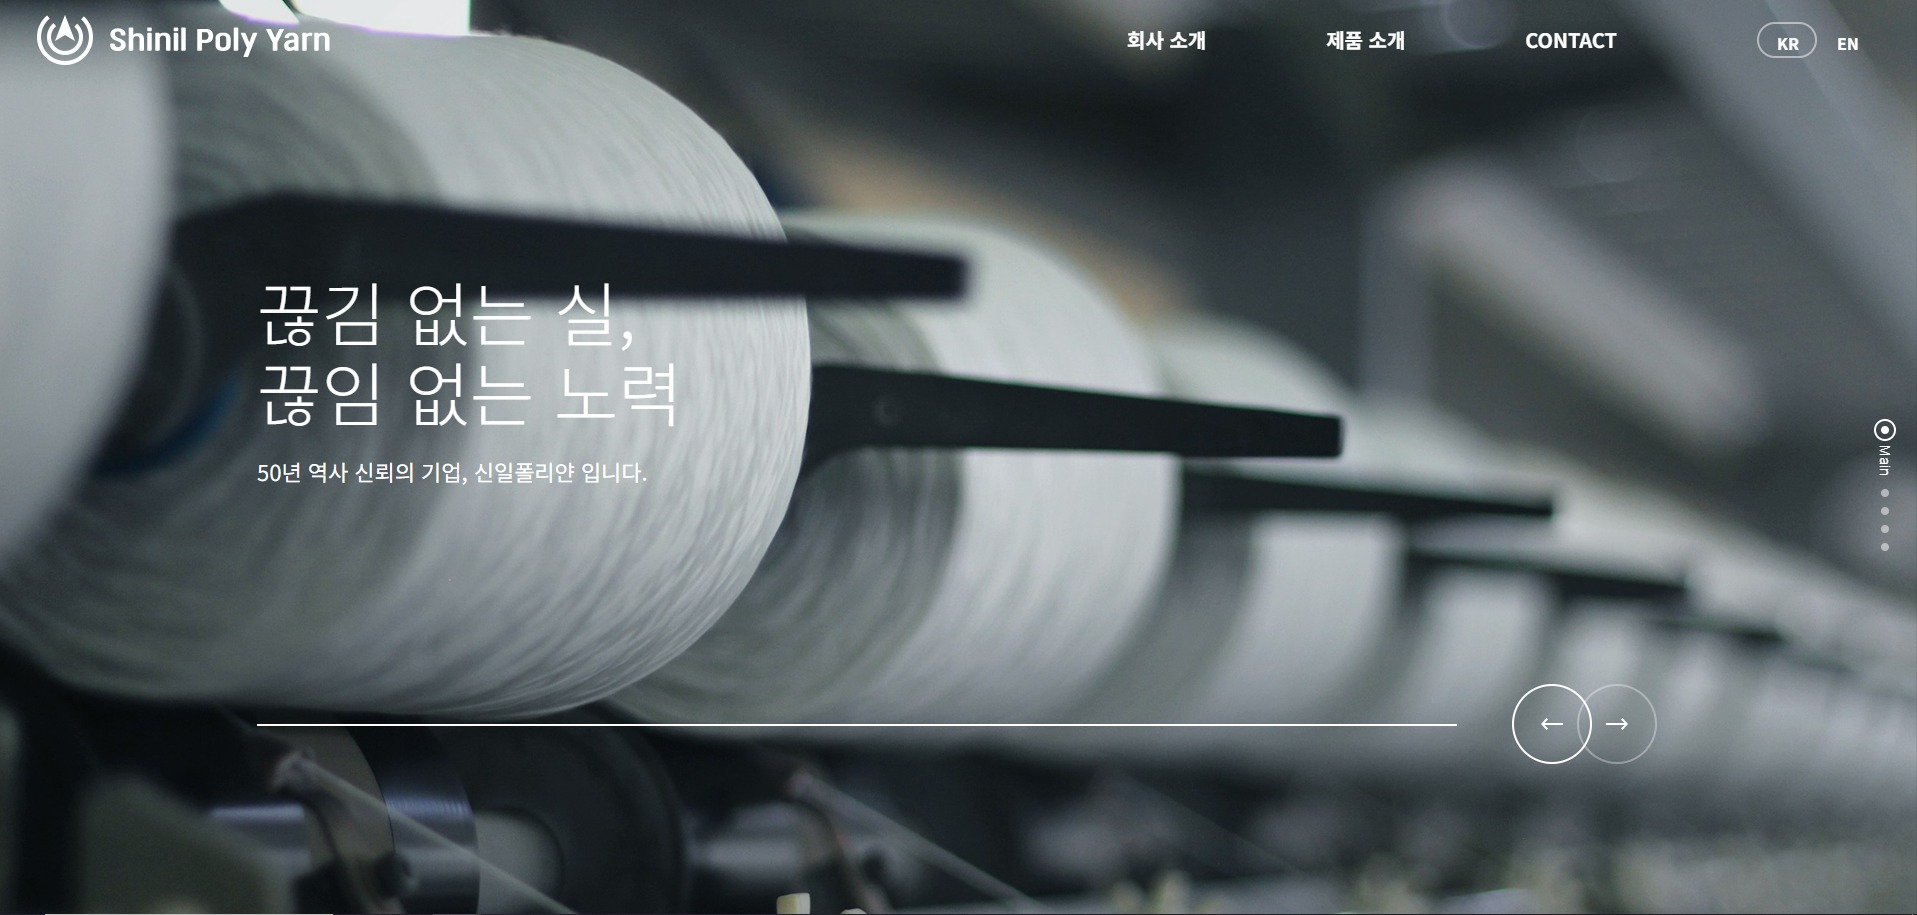 Shinil Poly Yarn
회사 소개
제품 소개
CONTACT
KR
EN
끊김 없는 실,
끊임 없는 노력
50년 역사 신뢰의 기업, 신일폴리얀 입니다.
Main